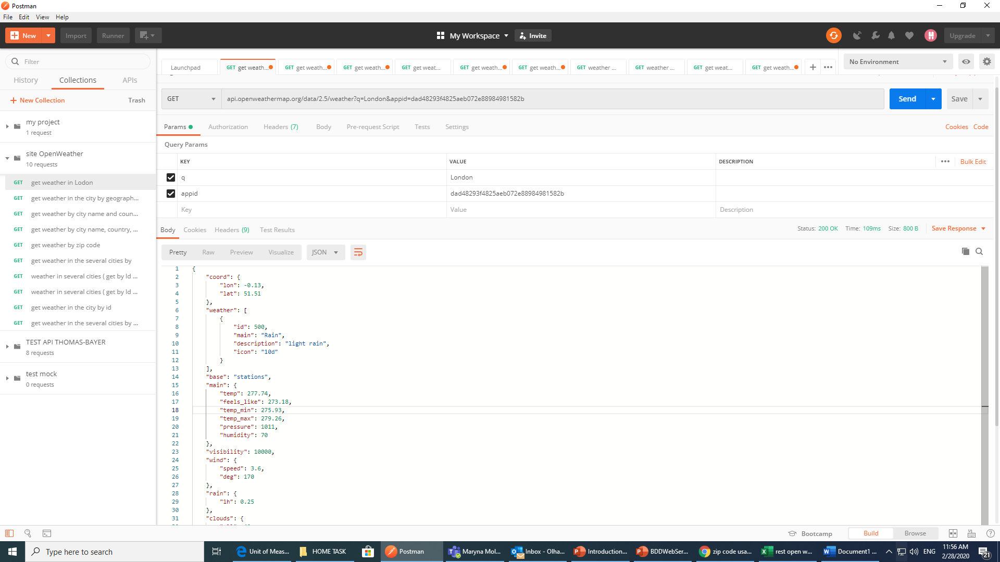 Postman
File Edit View Help
New Import Runner My Workspace Invite Upgrade
Filter
History Collections APIs
New Collection Trash
my project
1 request
site OpenWeather
10 requests
GET get weather in Lodon
GET get weather in the city by geograph...
GET get weather by city name and coun...
GET get weather by city name, country, ...
GET get weather by zip code
GET get weather in the several cities by
GET weather in several cities ( get by Id ...
GET weather in several cities ( get by Id ...
GET get weather in the city by id
GET get weather in the several cities by ...
TEST API THOMAS-BAYER
8 requests
test mock
0 requests
Launchpad GET get weath... GET get weath... GET get weath... GET get weat... GET get weath... GET get weath... GET weather ... GET weather ... GET get weat... GET get weath... No Environment
GET api.openweathermap.org/data/2.5/weather?q=London&appid=dad48293f4825aeb072e88984981582b Send Save
Params Authorization Headers (7) Body Pre-request Script Tests Settings Cookies Code
Query Params
KEY VALUE DESCRIPTION Bulk Edit
q London
appid dad48293f4825aeb072e88984981582b
Key Value Description
Body Cookies Headers (9) Test Results Status: 200 OK Time: 109ms Size: 800 B Save Response
Pretty Raw Preview Visualize JSON
1 {
2 "coord": {
3 "lon": -0.13,
4 "lat": 51.51
5 },
6 "weather": [
7 {
8 "id": 500,
9 "main": "Rain",
10 "description": "light rain",
11 "icon": "10d"
12 }
13 ],
14 "base": "stations",
15 "main": {
16 "temp": 277.74,
17 "feels_like": 273.18,
18 "temp_min": 275.93,
19 "temp_max": 279.26,
20 "pressure": 1011,
21 "humidity": 70
22 },
23 "visibility": 10000,
24 "wind": {
25 "speed": 3.6,
26 "deg": 170
27 },
28 "rain": {
29 "1h": 0.25
30 },
31 "clouds": {
Bootcamp Build Browse
Type here to search Unit of Meas... HOME TASK Postman Maryna Mol... Inbox - Olha... Introduction... BDDWebSer... zip code usa... rest open w... Document1 ... ENG 11:56 AM
2/28/2020 21